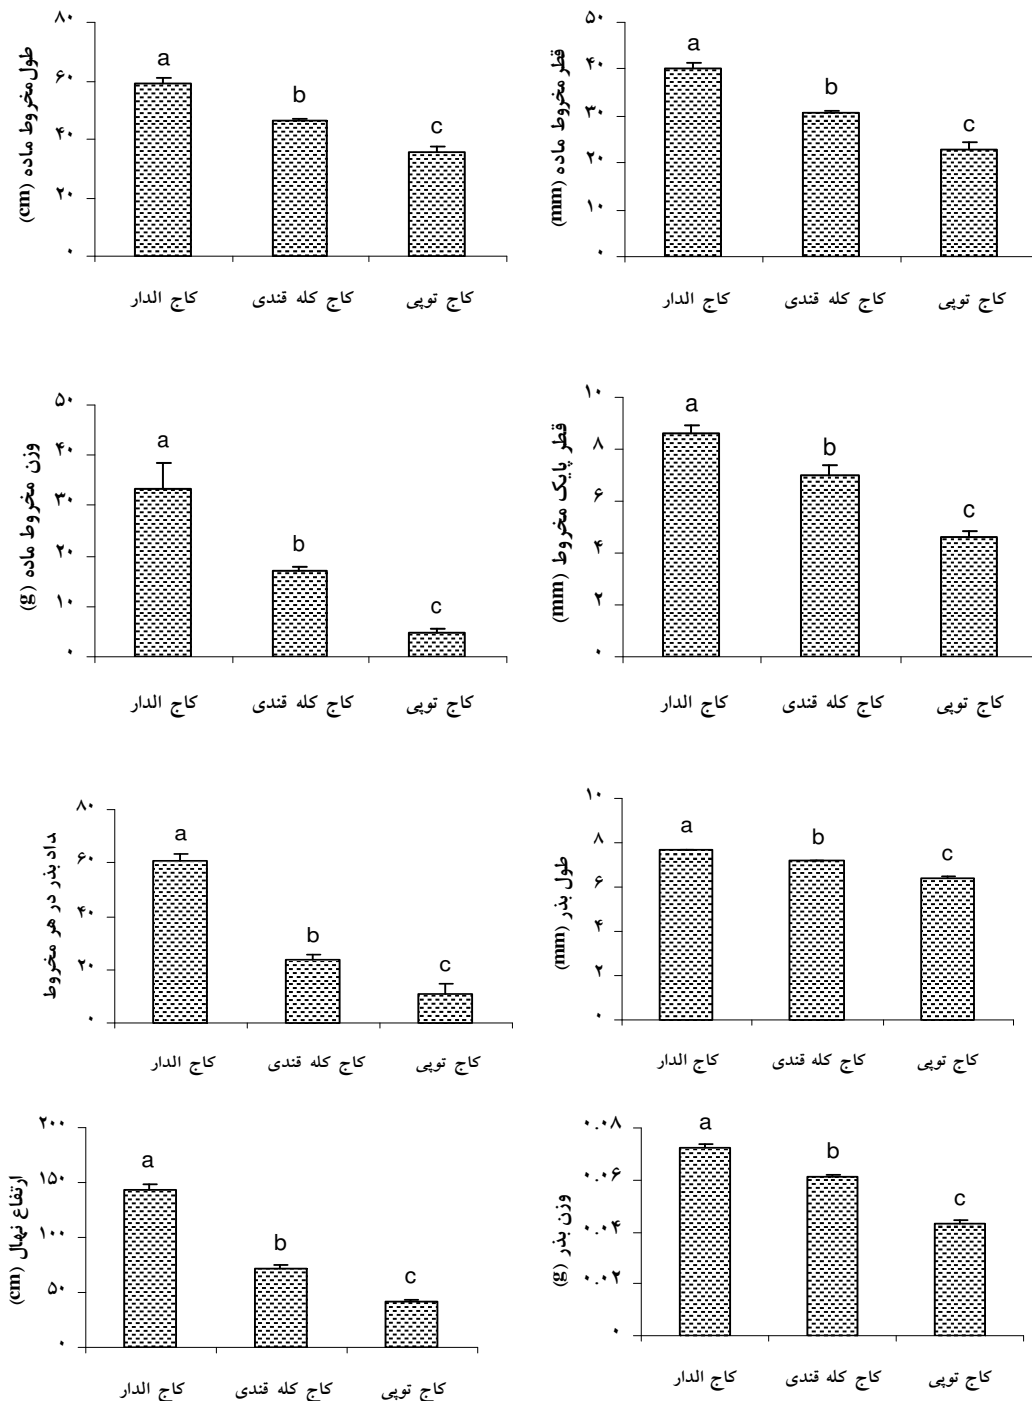 طول مخروط ماده (cm)
۸۰
۶۰
۴۰
۲۰
۰
a
b
c
کاج الدار
کاج کله قندی
کاج توپی
قطر مخروط ماده (mm)
۵۰
۴۰
۳۰
۲۰
۱۰
۰
a
b
c
کاج الدار
کاج کله قندی
کاج توپی
وزن مخروط ماده (g)
۵۰
۴۰
۳۰
۲۰
۱۰
۰
a
b
c
کاج الدار
کاج کله قندی
کاج توپی
قطر پایک مخروط (mm)
۱۰
۸
۶
۴
۲
۰
a
b
c
کاج الدار
کاج کله قندی
کاج توپی
داد بذر در هر مخروط
۸۰
۶۰
۴۰
۲۰
۰
a
b
c
کاج الدار
کاج کله قندی
کاج توپی
طول بذر (mm)
۱۰
۸
۶
۴
۲
۰
a
b
c
کاج الدار
کاج کله قندی
کاج توپی
ارتفاع نهال (cm)
۲۰۰
۱۵۰
۱۰۰
۵۰
۰
a
b
c
کاج الدار
کاج کله قندی
کاج توپی
وزن بذر (g)
۰.۰۸
۰.۰۶
۰.۰۴
۰.۰۲
۰
a
b
c
کاج الدار
کاج کله قندی
کاج توپی